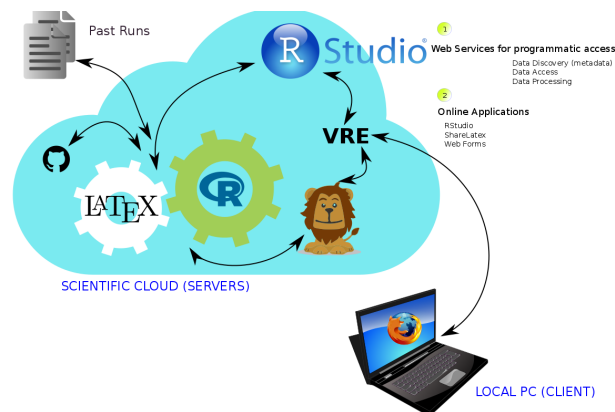 Past Runs
R Studio®
1
Web Services for programmatic access
Data Discovery (metadata)
Data Access
Data Processing
2
Online Applications
RStudio
ShareLatex
Web Forms
VRE
LATEX
R
SCIENTIFIC CLOUD (SERVERS)
LOCAL PC (CLIENT)